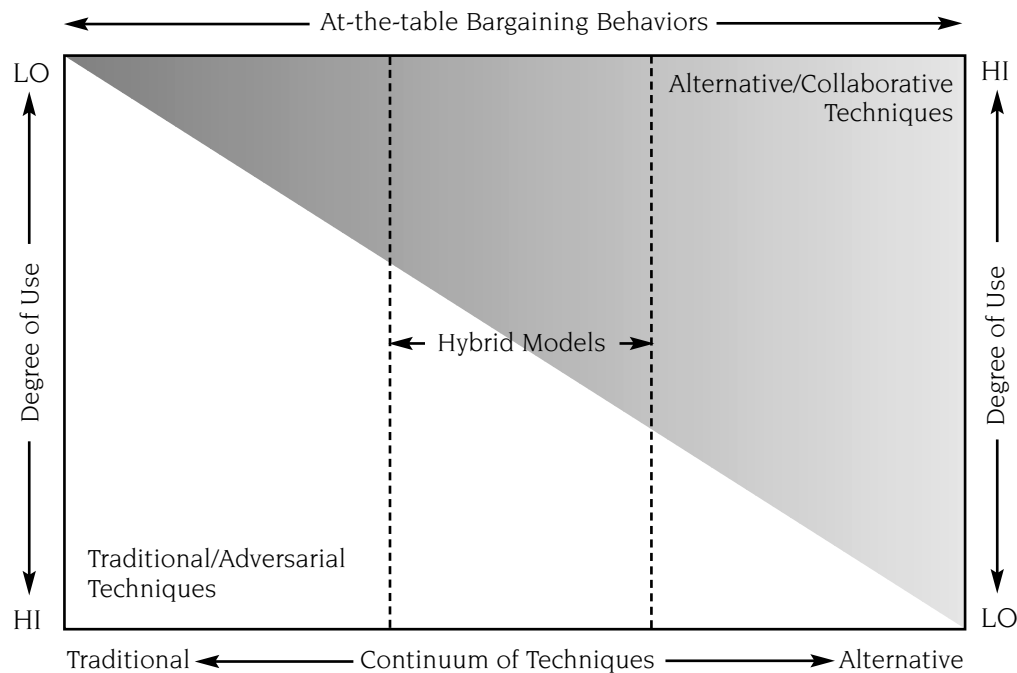 At-the-table Bargaining Behaviors
LO
HI
Alternative/Collaborative
Techniques
Degree of Use
Degree of Use
Hybrid Models
Traditional/Adversarial
Techniques
HI
LO
Traditional
Continuum of Techniques
Alternative